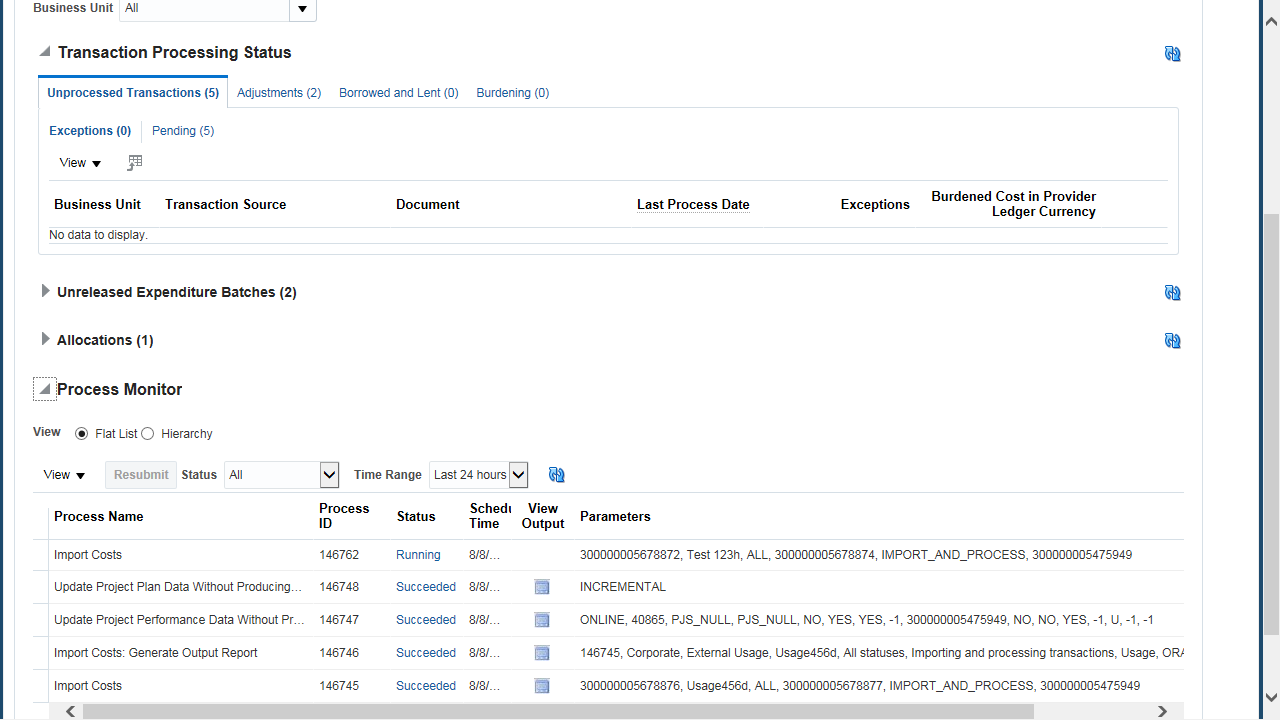 Business Unit All
Transaction Processing Status
Unprocessed Transactions (5) Adjustments (2) Borrowed and Lent (0) Burdening (0)
Exceptions (0) Pending (5)
View
Business Unit Transaction Source Document Last Process Date Exceptions Burdened Cost in Provider
Ledger Currency
No data to display.
Unreleased Expenditure Batches (2)
Allocations (1)
Process Monitor
View Flat List Hierarchy
View Resubmit Status All Time Range Last 24 hours
Process Name Process ID Status Schedu Time View Output Parameters
Import Costs 146762 Running 8/8/... 300000005678872, Test 123h, ALL, 300000005678874, IMPORT_AND_PROCESS, 300000005475949
Update Project Plan Data Without Producing... 146748 Succeeded 8/8/... INCREMENTAL
Update Project Performance Data Without Pr... 146747 Succeeded 8/8/... ONLINE, 40865, PJS_NULL, PJS_NULL, NO, YES, YES, -1, 300000005475949, NO, NO, YES, -1, U, -1, -1
Import Costs: Generate Output Report 146746 Succeeded 8/8/... 146745, Corporate, External Usage, Usage456d, All statuses, Importing and processing transactions, Usage, ORA
Import Costs 146745 Succeeded 8/8/... 300000005678876, Usage456d, ALL, 300000005678877, IMPORT_AND_PROCESS, 300000005475949